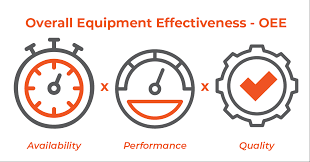 Overall Equipment Effectiveness - OEE
x x
Availability Performance Quality